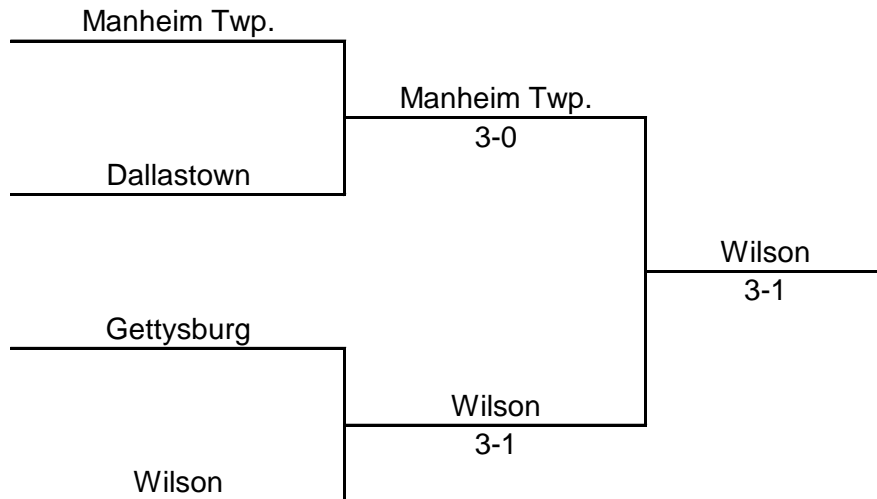 Manheim Twp.
Manheim Twp.
3-0
Dallastown
Wilson
3-1
Gettysburg
Wilson
3-1
Wilson